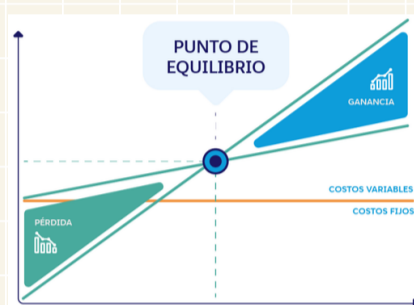 PUNTO DE
EQUILIBRIO
GANANCIA
COSTOS VARIABLES
COSTOS FIJOS
PÉRDIDA